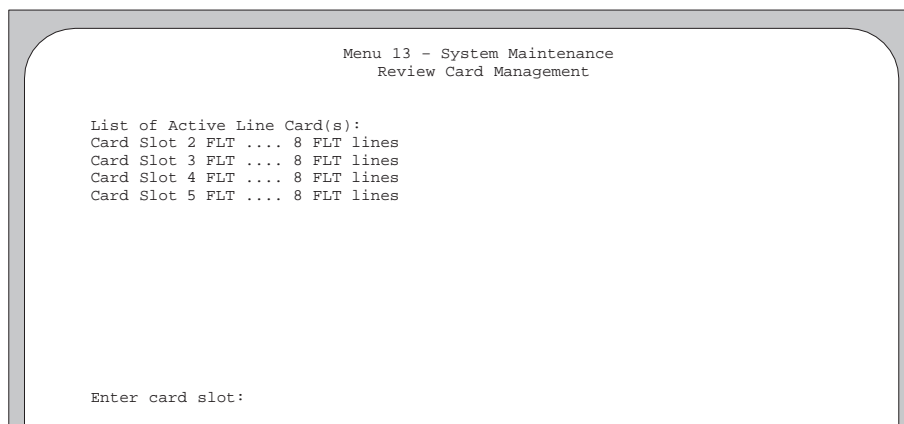 Menu 13 – System Maintenance
Review Card Management
List of Active Line Card(s):
Card Slot 2 FLT .... 8 FLT lines
Card Slot 3 FLT .... 8 FLT lines
Card Slot 4 FLT .... 8 FLT lines
Card Slot 5 FLT .... 8 FLT lines
Enter card slot: